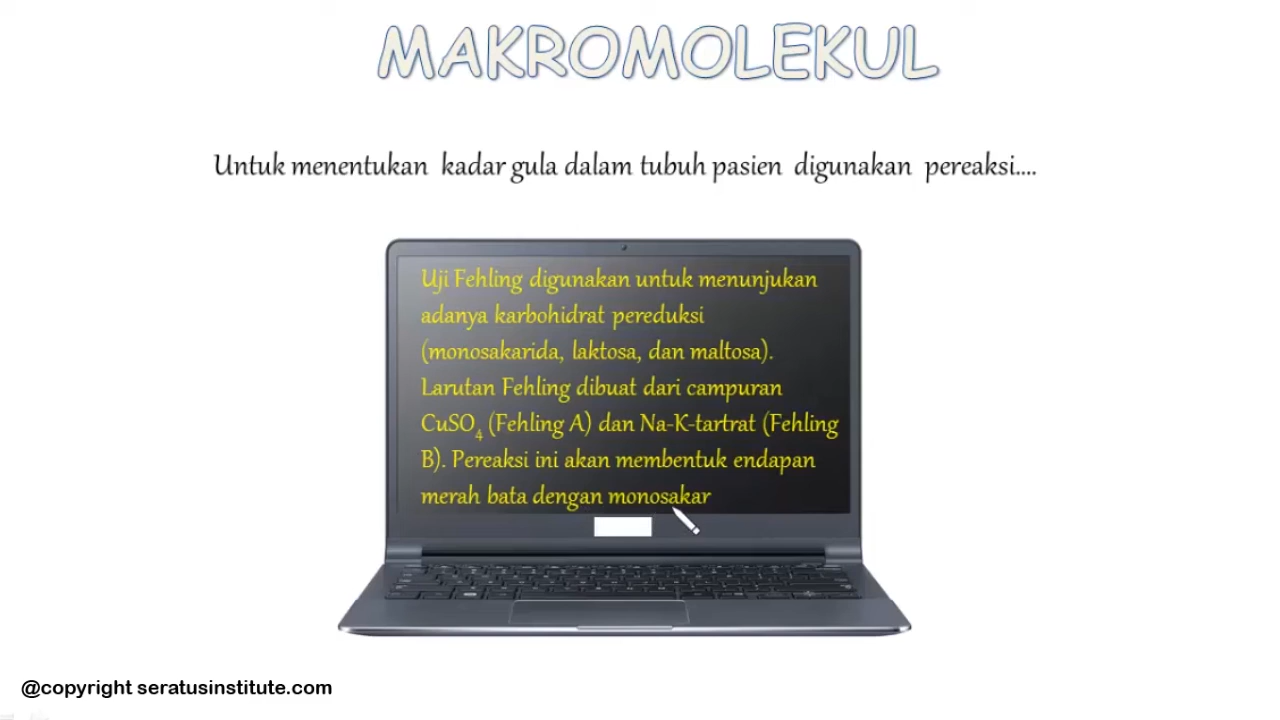 MAKROMOLEKUL
Untuk menentukan kadar gula dalam tubuh pasien digunakan pereaksi....
Uji Fehling digunakan untuk menunjukan
adanya karbohidrat pereduksi
(monosakarida, laktosa, dan maltosa).
Larutan Fehling dibuat dari campuran
CuSO₄ (Fehling A) dan Na-K-tartrat (Fehling
B). Pereaksi ini akan membentuk endapan
merah bata dengan monosakar
@copyright seratusinstitute.com